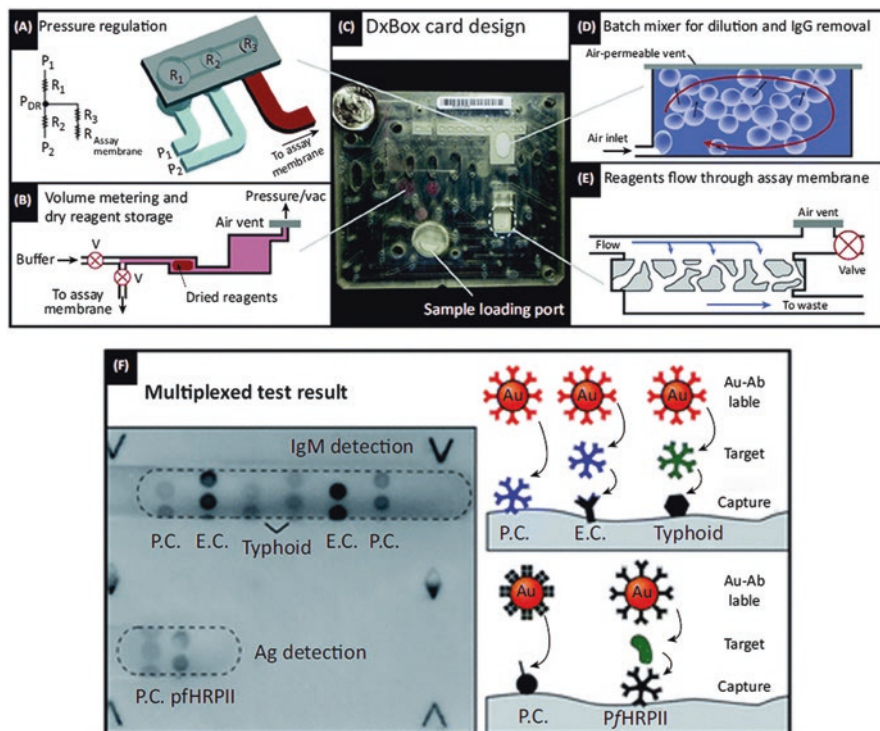 (A) Pressure regulation
P1
R1
PDR
R2
R3
R Assay membrane
P2
R1
R2
R3
P1
P2
To assay
membrane
(B) Volume metering and
dry reagent storage
Pressure/vac
Air vent
V
Buffer
V
To assay
membrane
Dried reagents
(C) DxBox card design
Sample loading port
(D) Batch mixer for dilution and IgG removal
Air-permeable vent
Air inlet
(E) Reagents flow through assay membrane
Air vent
Flow
Valve
To waste
(F)
Multiplexed test result
IgM detection
P.C. E.C. Typhoid E.C. P.C.
Ag detection
P.C. pfHRPII
Au Au Au
Au-Ab
lable
Target
Capture
P.C. E.C. Typhoid
Au Au
Au-Ab
lable
Target
Capture
P.C. PfHRPII